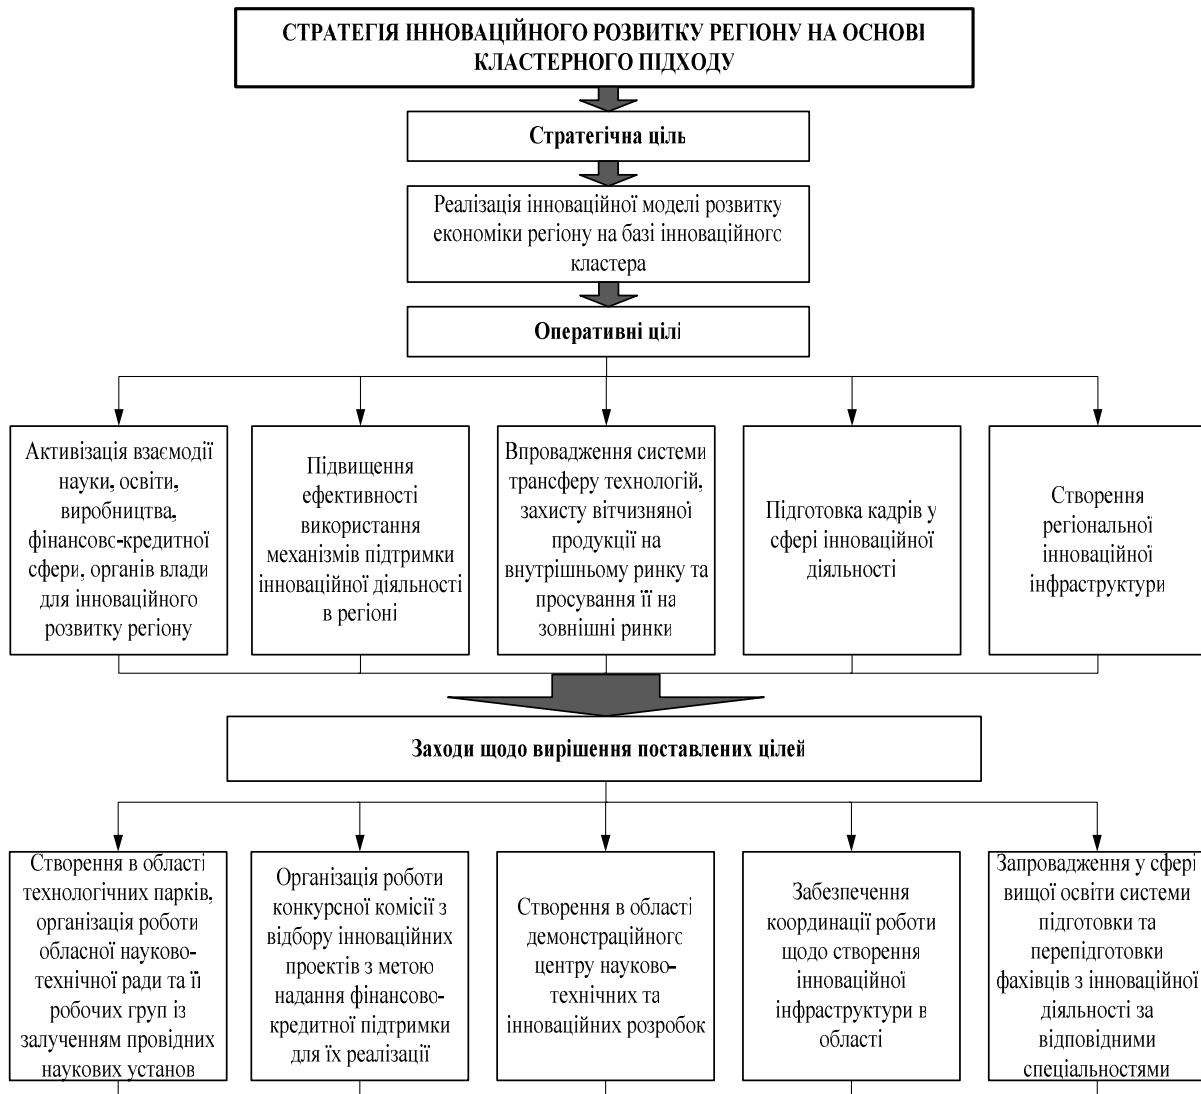 СТРАТЕГІЯ ІННОВАЦІЙНОГО РОЗВИТКУ РЕГІОНУ НА ОСНОВІ
КЛАСТЕРНОГО ПІДХОДУ
Стратегічна ціль
Реалізація інноваційної моделі розвитку
економіки регіону на базі інноваційного
кластера
Оперативні цілі
Активізація взаємодії
науки, освіти,
виробництва,
фінансово-кредитної
сфери, органів влади
для інноваційного
розвитку регіону
Підвищення
ефективності
використання
механізмів підтримки
інноваційної діяльності
в регіоні
Впровадження системи
трансферу технологій,
захисту вітчизняної
продукції на
внутрішньому ринку та
просування її на
зовнішні ринки
Підготовка кадрів у
сфері інноваційної
діяльності
Створення
регіональної
інноваційної
інфраструктури
Заходи щодо вирішення поставлених цілей
Створення в області
технологічних парків,
організація роботи
обласної науково-
технічної ради та її
робочих груп із
залученням провідних
наукових установ
Організація роботи
конкурсної комісії з
відбору інноваційних
проектів з метою
надання фінансово-
кредитної підтримки
для їх реалізації
Створення в області
демонстраційного
центру науково-
технічних та
інноваційних розробок
Забезпечення
координації роботи
щодо створення
інноваційної
інфраструктури в
області
Запровадження у сфері
вищої освіти системи
підготовки та
перепідготовки
фахівців з інноваційної
діяльності за
відповідними
спеціальностями